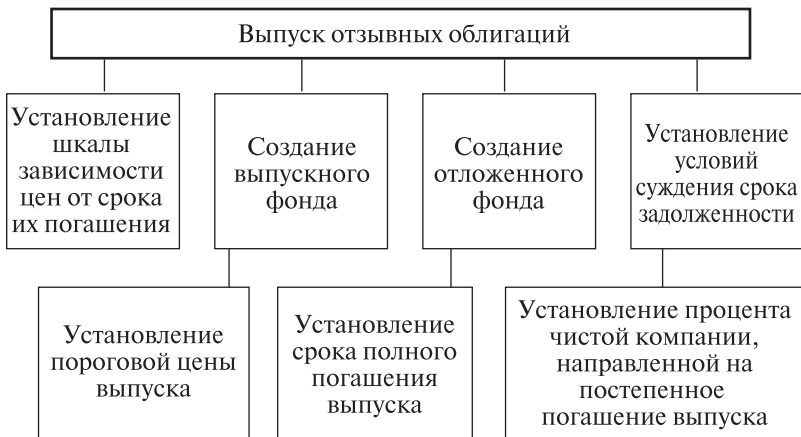 Выпуск отзывных облигаций
Установление
шкалы
зависимости
цен от срока
их погашения
Создание
выпускного
фонда
Создание
отложенного
фонда
Установление
условий
суждения срока
задолженности
Установление
пороговой цены
выпуска
Установление
срока полного
погашения
выпуска
Установление процента
чистой компании,
направленной на
постепенное
погашение выпуска